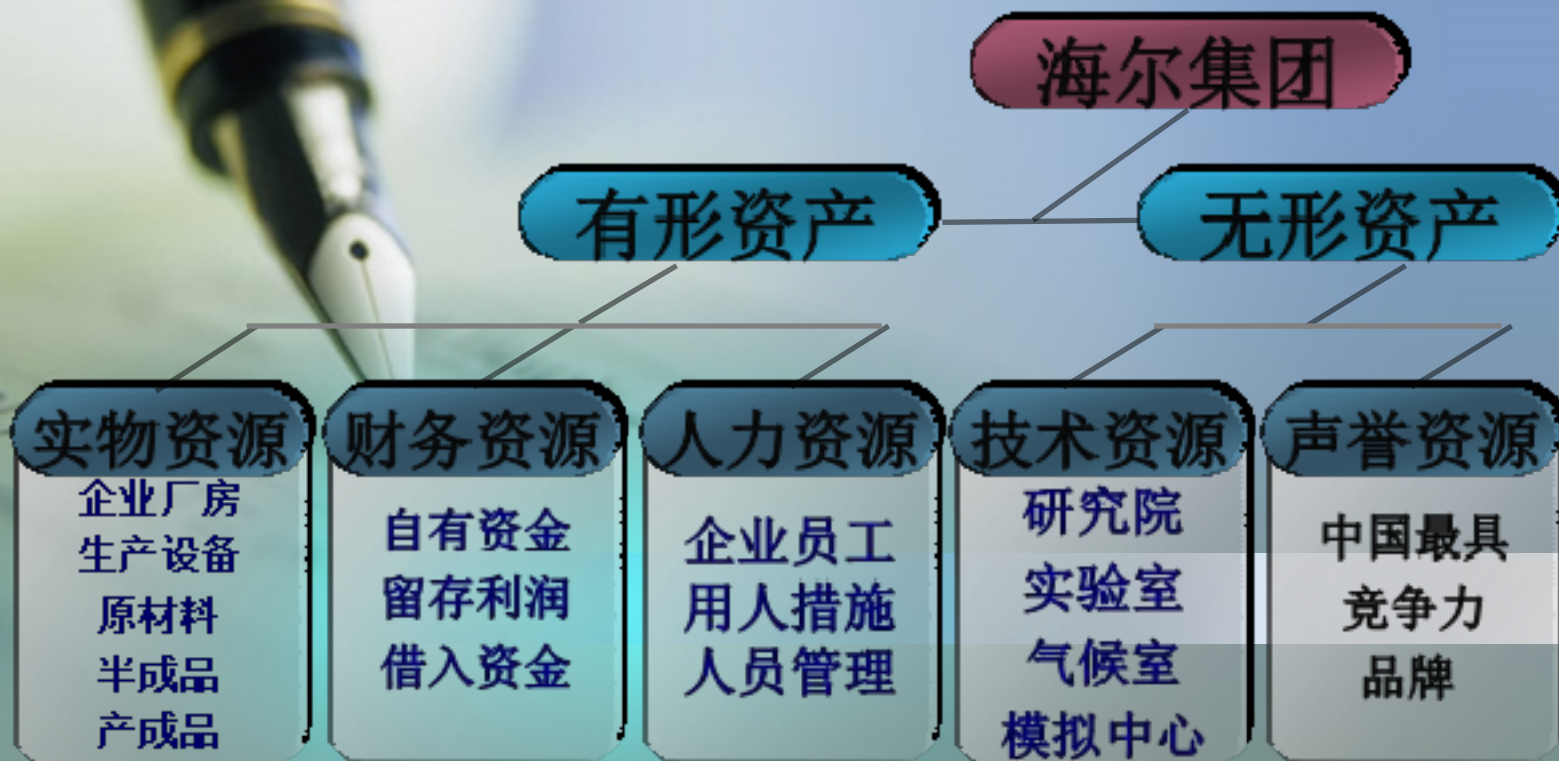 海尔集团
有形资产
无形资产
实物资源
企业厂房
生产设备
原材料
半成品
产成品
财务资源
自有资金
留存利润
借入资金
人力资源
企业员工
用人措施
人员管理
技术资源
研究院
实验室
气候室
模拟中心
声誉资源
中国最具
竞争力
品牌